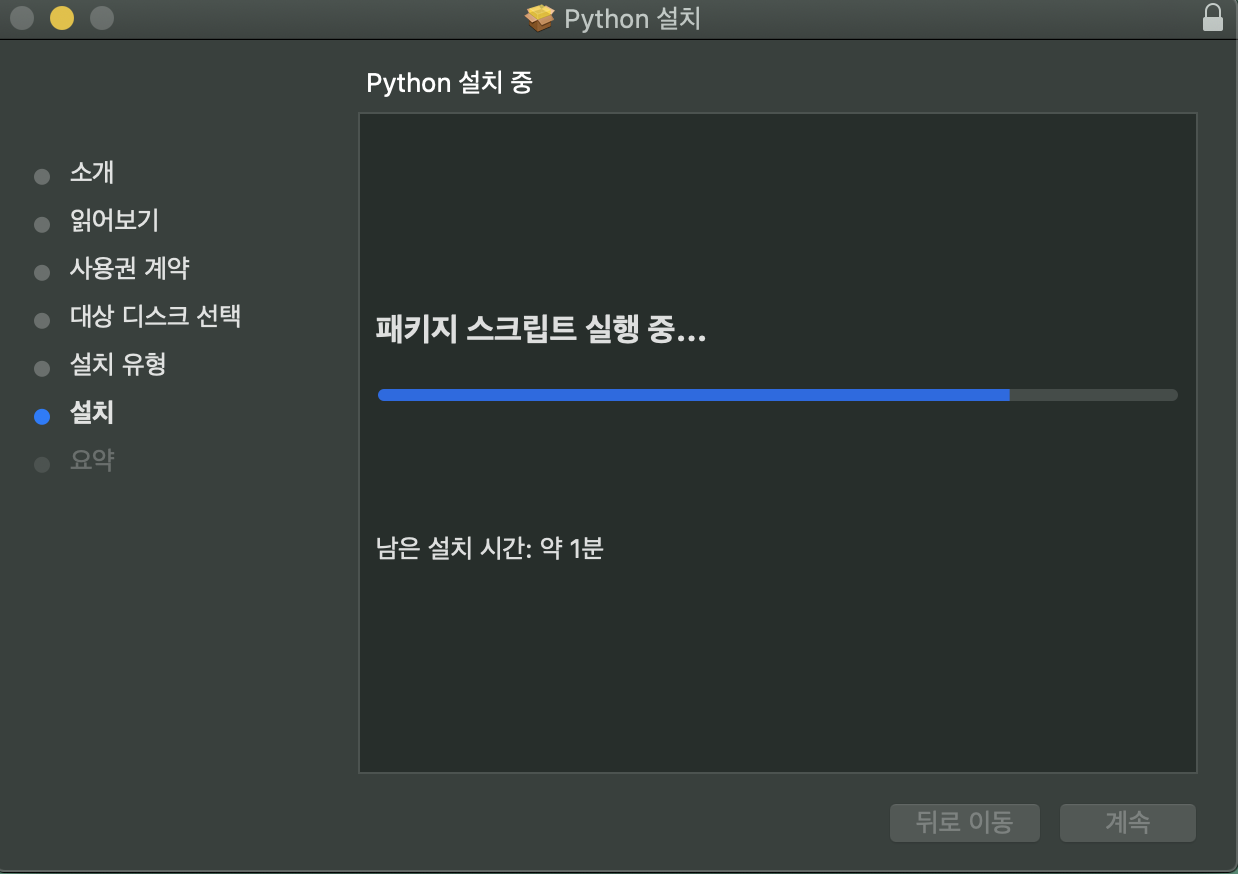 Python 설치
Python 설치 중
소개
읽어보기
사용권 계약
대상 디스크 선택
설치 유형
설치
요약
패키지 스크립트 실행 중...
남은 설치 시간: 약 1분
뒤로 이동
계속